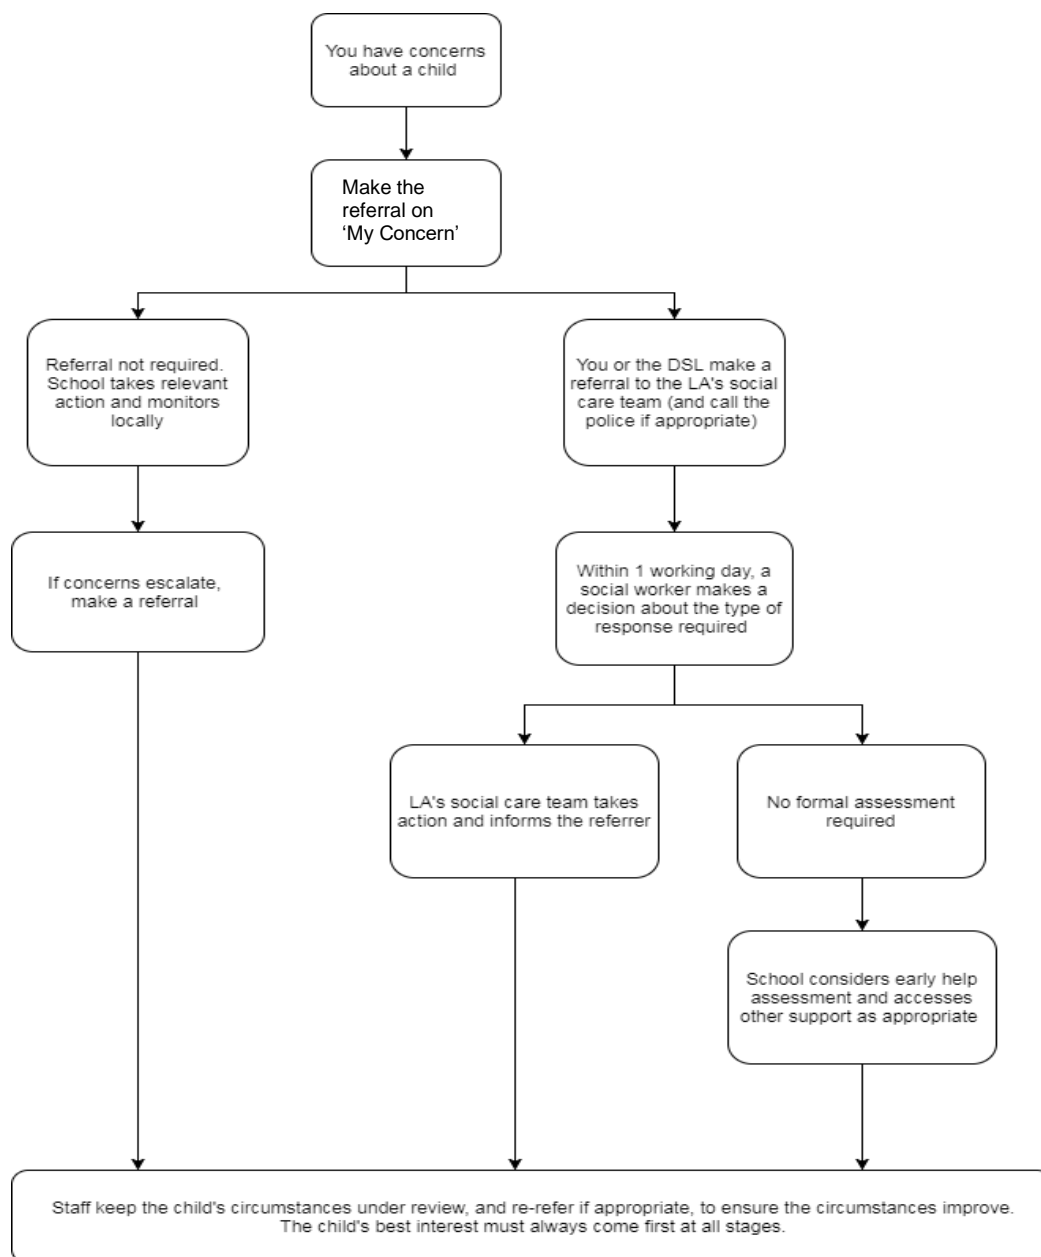 You have concerns
about a child
Make the
referral on
‘My Concern’
Referral not required.
School takes relevant
action and monitors
locally
You or the DSL make a
referral to the LA's social
care team (and call the
police if appropriate)
If concerns escalate,
make a referral
Within 1 working day, a
social worker makes a
decision about the type of
response required
LA's social care team takes
action and informs the referrer
No formal assessment
required
School considers early help
assessment and accesses
other support as appropriate
Staff keep the child's circumstances under review, and re-refer if appropriate, to ensure the circumstances improve.
The child's best interest must always come first at all stages.